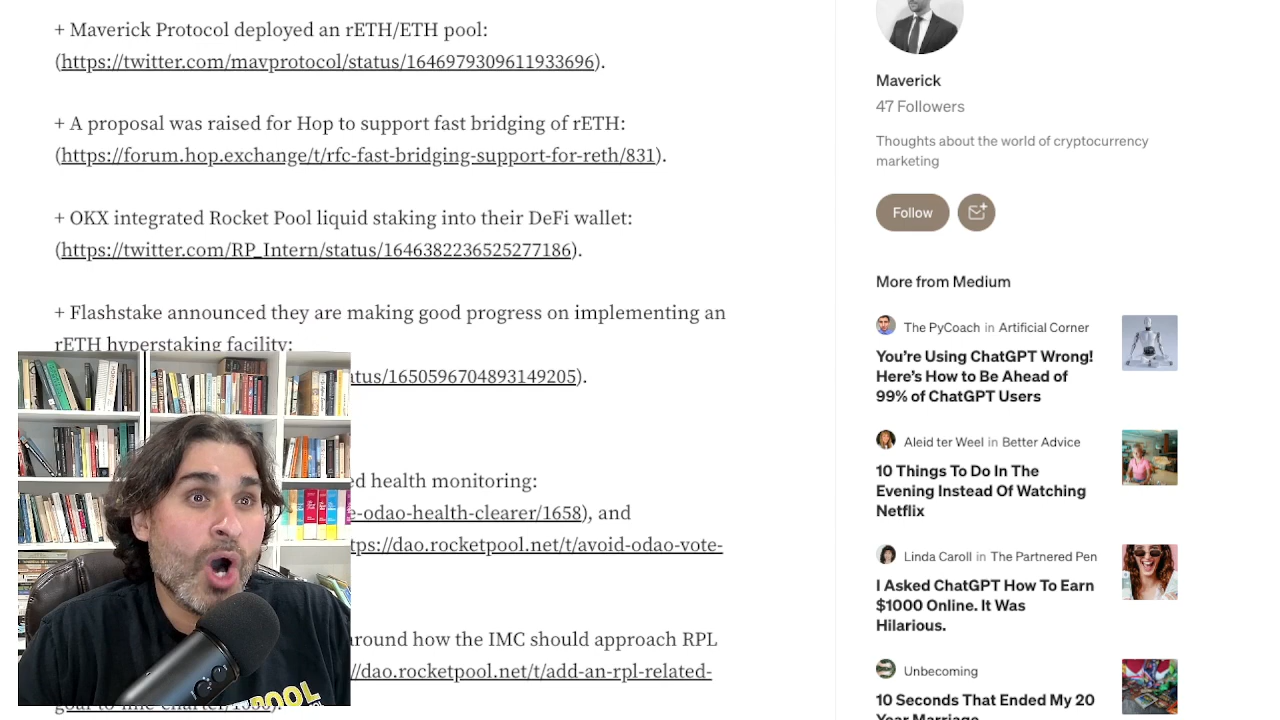 + Maverick Protocol deployed an rETH/ETH pool:
(https://twitter.com/mavprotocol/status/1646979309611933696).
+ A proposal was raised for Hop to support fast bridging of rETH:
(https://forum.hop.exchange/t/rfc-fast-bridging-support-for-reth/831).
+ OKX integrated Rocket Pool liquid staking into their DeFi wallet:
(https://twitter.com/RP_Intern/status/1646382236525277186).
+ Flashstake announced they are making good progress on implementing an
rETH hyperstaking facility:
tus/1650596704893149205).
ed health monitoring:
e-odao-health-clearer/1658), and
tps://dao.rocketpool.net/t/avoid-odao-vote-
around how the IMC should approach RPL
//dao.rocketpool.net/t/add-an-rpl-related-
POOL
Maverick
47 Followers
Thoughts about the world of cryptocurrency
marketing
Follow
More from Medium
The PyCoach in Artificial Corner
You're Using ChatGPT Wrong!
Here's How to Be Ahead of
99% of ChatGPT Users
Aleid ter Weel in Better Advice
10 Things To Do In The
Evening Instead Of Watching
Netflix
Linda Caroll in The Partnered Pen
I Asked ChatGPT How To Earn
$1000 Online. It Was
Hilarious.
Unbecoming
10 Seconds That Ended My 20
Year Marriage